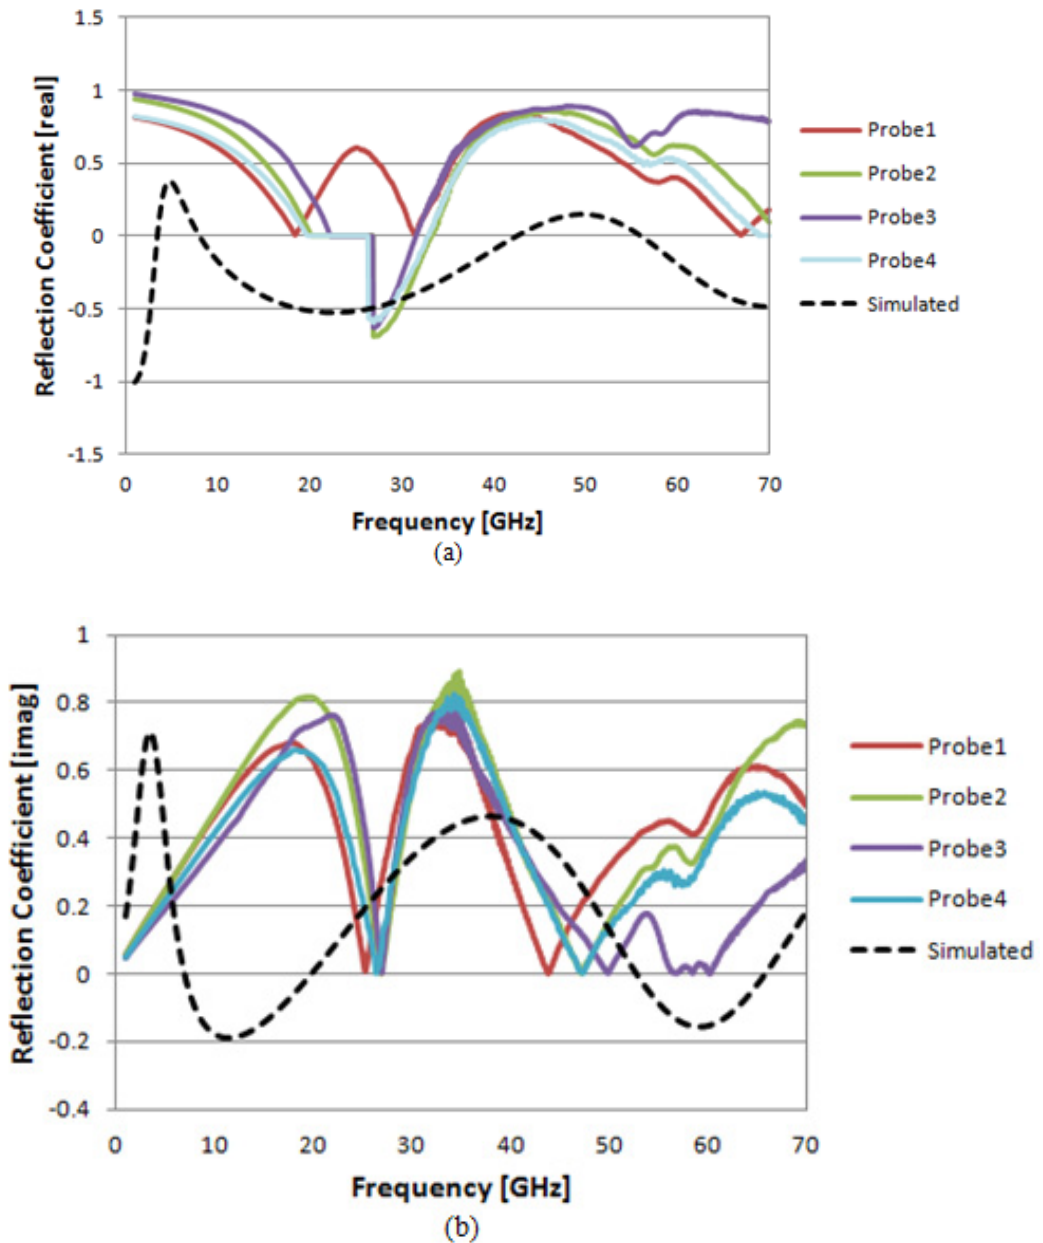 1.5
1
0.5
0
-0.5
-1
-1.5
Reflection Coefficient [real]
0 10 20 30 40 50 60 70
Frequency [GHz]
Probe1
Probe2
Probe3
Probe4
Simulated
(a)
1
0.8
0.6
0.4
0.2
0
-0.2
-0.4
Reflection Coefficient [imag]
0 10 20 30 40 50 60 70
Frequency [GHz]
Probe1
Probe2
Probe3
Probe4
Simulated
(b)